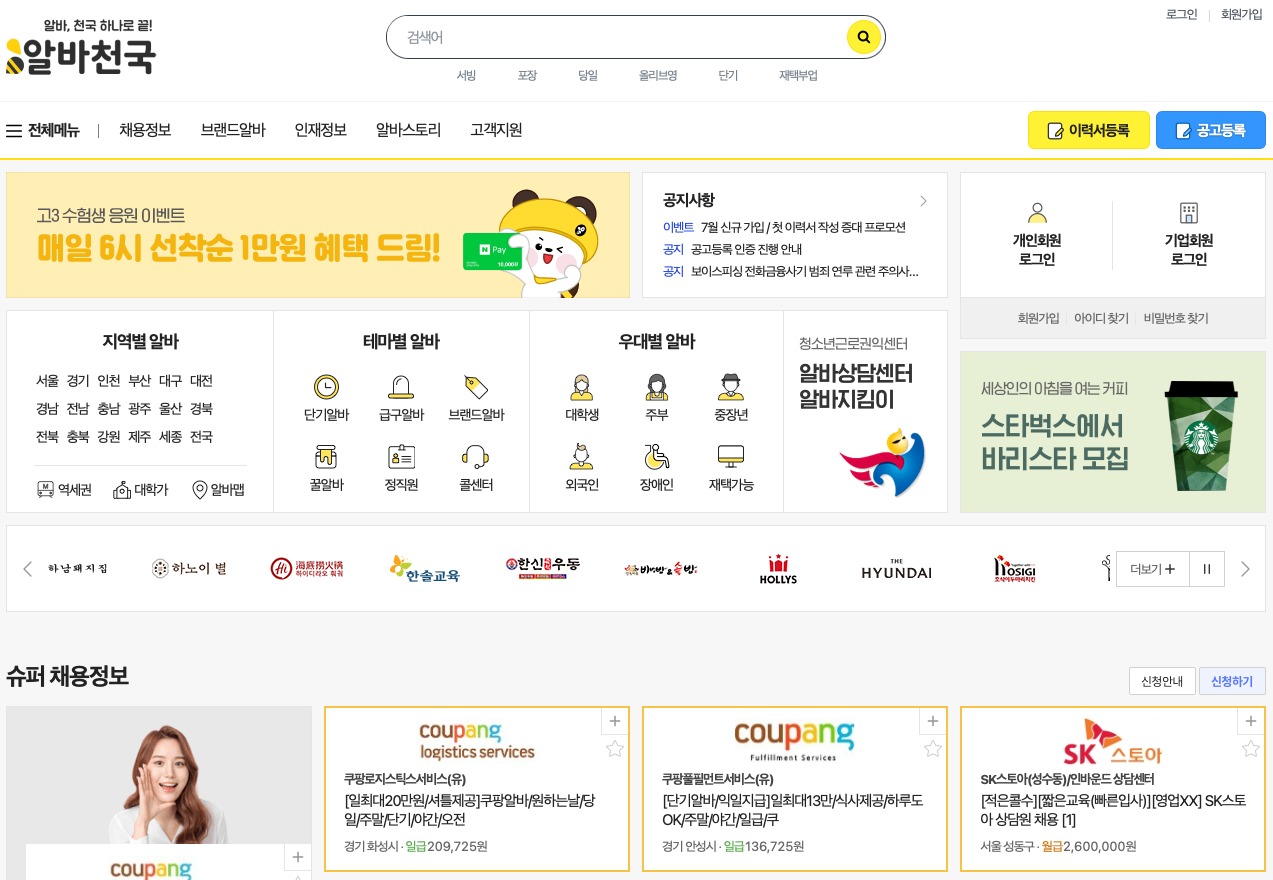 로그인 회원가입
알바, 천국 하나로 끝!
알바천국
검색어
서빙 포장 당일 올리브영 단기 재택부업
전체메뉴 채용정보 브랜드알바 인재정보 알바스토리 고객지원
이력서등록 공고등록
고3 수험생 응원 이벤트
매일 6시 선착순 1만원 혜택 드림!
N Pay
10,000원
공지사항
이벤트 7월 신규 가입 / 첫 이력서 작성 증대 프로모션
공지 공고등록 인증 진행 안내
공지 보이스피싱 전화금융사기 범죄 연루 관련 주의사...
개인회원
로그인
기업회원
로그인
회원가입 아이디 찾기 비밀번호 찾기
지역별 알바
서울 경기 인천 부산 대구 대전
경남 전남 충남 광주 울산 경북
전북 충북 강원 제주 세종 전국
역세권 대학가 알바맵
테마별 알바
단기알바 급구알바 브랜드알바
꿀알바 정직원 콜센터
우대별 알바
대학생 주부 중장년
외국인 장애인 재택가능
청소년근로권익센터
알바상담센터
알바지킴이
세상인의 아침을 여는 커피
스타벅스에서
바리스타 모집
하남돼지집
하노이 별
海底捞火锅
하이디라오 훠궈
한솔교육
한신우동
바비박스&솥밥
HOLLYS
THE
HYUNDAI
HOSIGI
호식이두마리치킨
더보기
슈퍼 채용정보
신청안내 신청하기
coupang
coupang
logistics services
쿠팡로지스틱스서비스(유)
[일최대20만원/셔틀제공]쿠팡알바/원하는날/당
일/주말/단기/야간/오전
경기 화성시 · 일급 209,725원
coupang
Fulfillment Services
쿠팡풀필먼트서비스(유)
[단기알바/익일지급]일최대13만/식사제공/하루도
OK/주말/야간/일급/쿠
경기 안성시 · 일급 136,725원
SK스토아
SK스토아(성수동)/인바운드 상담센터
[적은콜수][짧은교육(빠른입사)][영업XX] SK스토
아 상담원 채용 [1]
서울 성동구 · 월급 2,600,000원